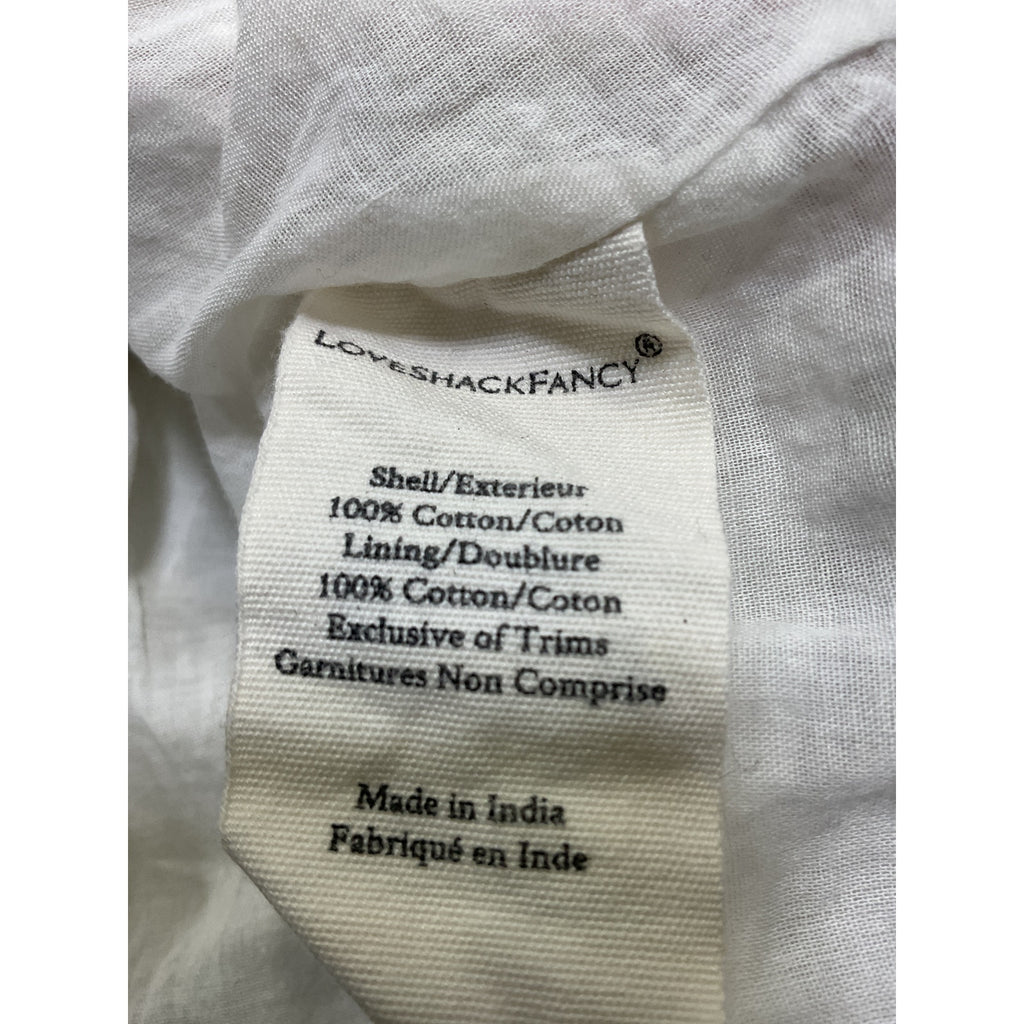 LOVESHACKFANCY®
Shell/Exterieur
100% Cotton/Coton
Lining/Doublure
100% Cotton/Coton
Exclusive of Trims
Garnitures Non Comprise
Made in India
Fabriqué en Inde